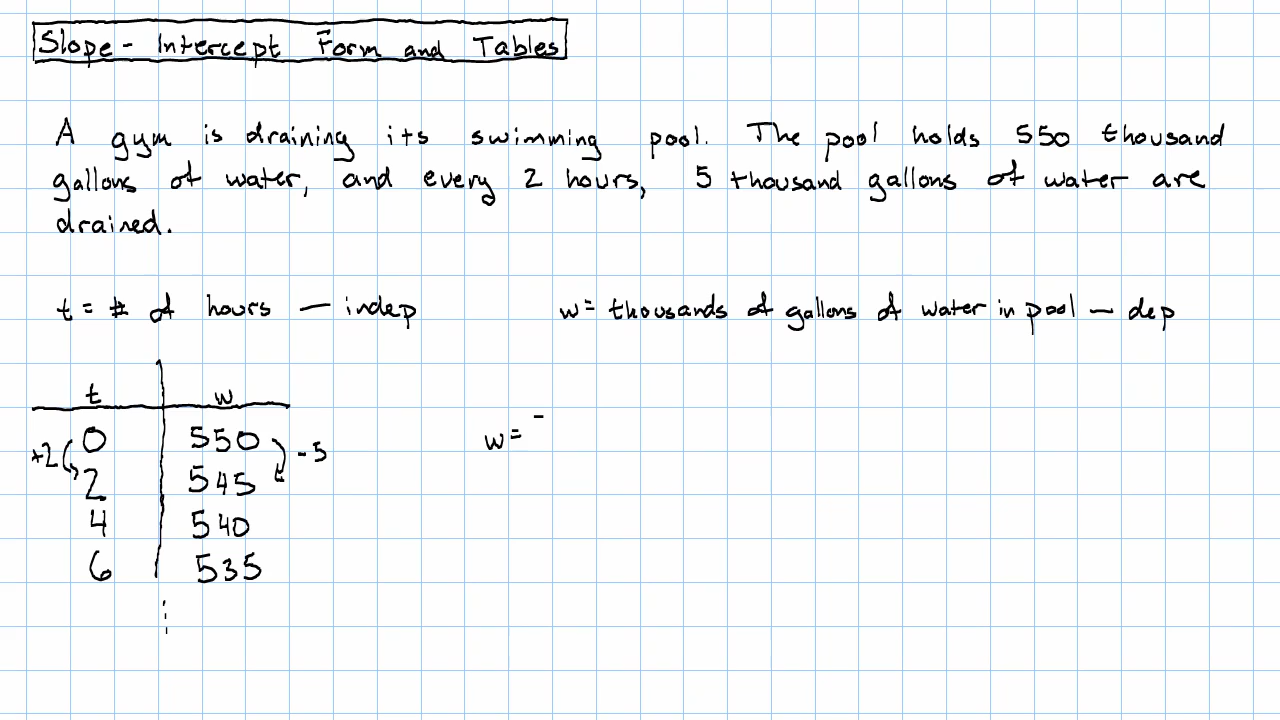 Slope - Intercept Form and Tables
A gym is draining its swimming pool. The pool holds 550 thousand
gallons of water, and every 2 hours, 5 thousand gallons of water are
drained.
t = # of hours — indep
w = thousands of gallons of water in pool — dep
t w
0 550
+2 -5
2 545
4 540
6 535
w = -